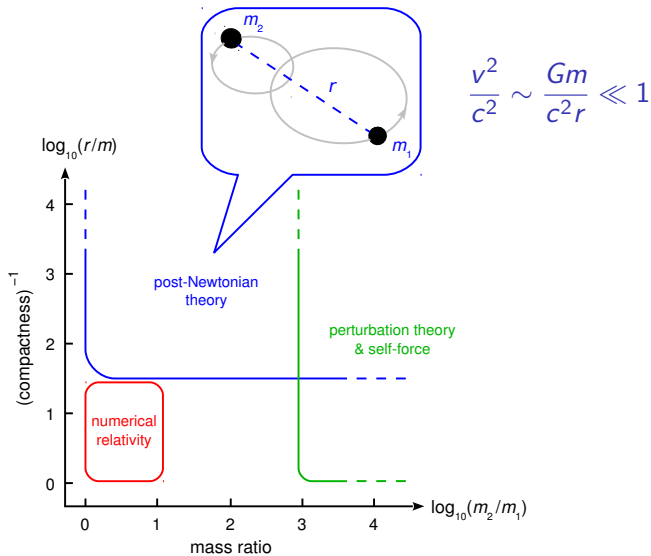 m₂
r
m₁
v²/c² ∼ Gm/c²r ≪ 1
log₁₀(r/m)
4
3
2
1
0
(compactness)⁻¹
post-Newtonian
theory
perturbation theory
& self-force
numerical
relativity
0 1 2 3 4
log₁₀(m₂/m₁)
mass ratio